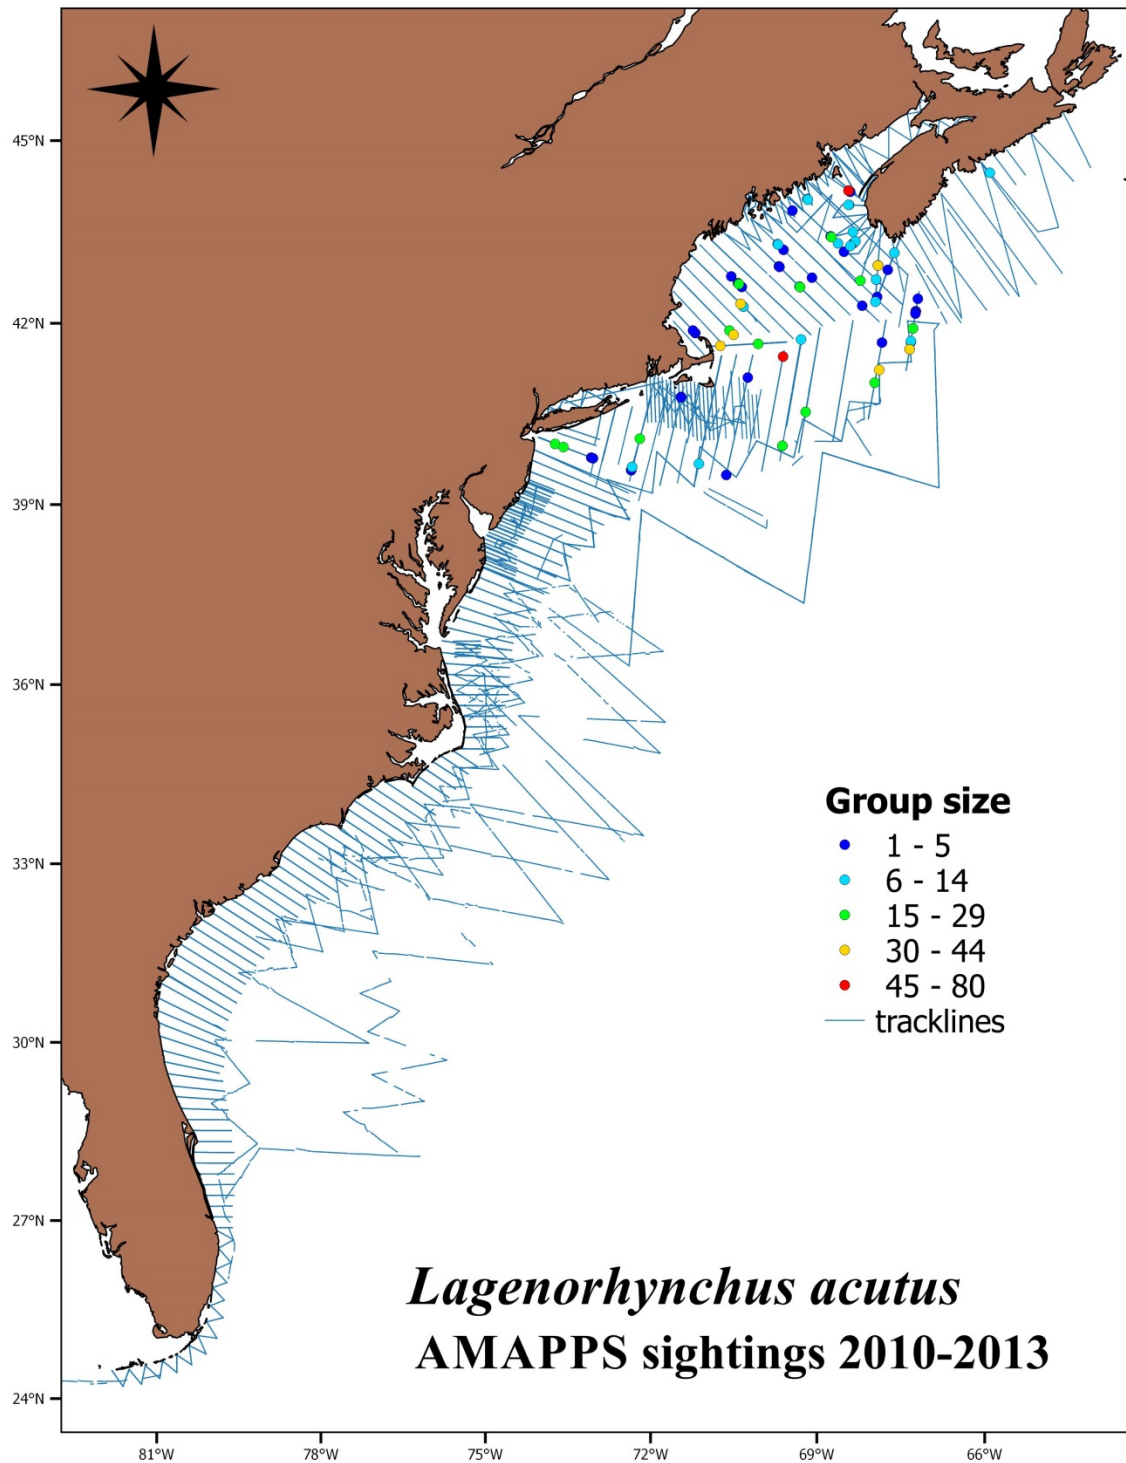 45°N
42°N
39°N
36°N
33°N
30°N
27°N
24°N
Group size
1 - 5
6 - 14
15 - 29
30 - 44
45 - 80
tracklines
Lagenorhynchus acutus
AMAPPS sightings 2010-2013
81°W
78°W
75°W
72°W
69°W
66°W